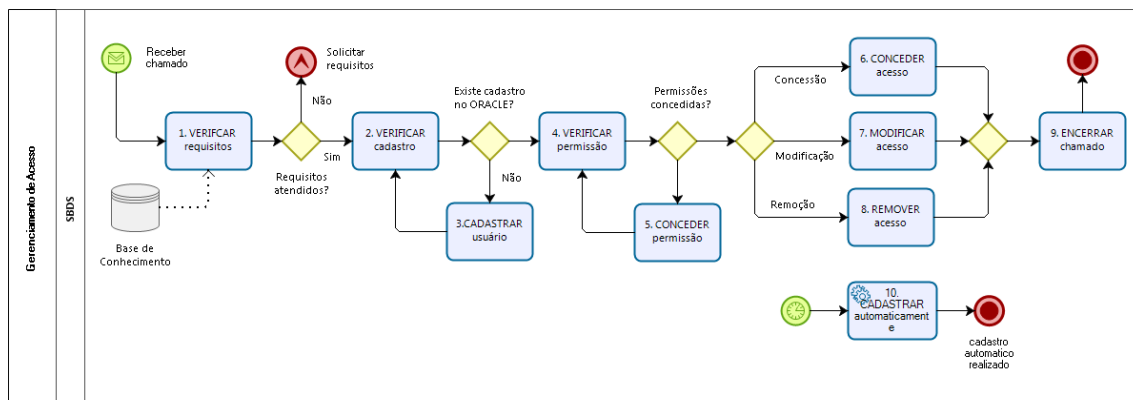 Gerenciamento de Acesso
SBDS
Receber
chamado
1. VERIFCAR
requisitos
Base de
Conhecimento
Solicitar
requisitos
Não
Sim
Requisitos
atendidos?
2. VERIFICAR
cadastro
Existe cadastro
no ORACLE?
Não
3.CADASTRAR
usuário
4. VERIFICAR
permissão
Permissões
concedidas?
5. CONCEDER
permissão
Concessão
Modificação
Remoção
6. CONCEDER
acesso
7. MODIFICAR
acesso
8. REMOVER
acesso
9. ENCERRAR
chamado
10.
CADASTRAR
automaticament
e
cadastro
automatico
realizado